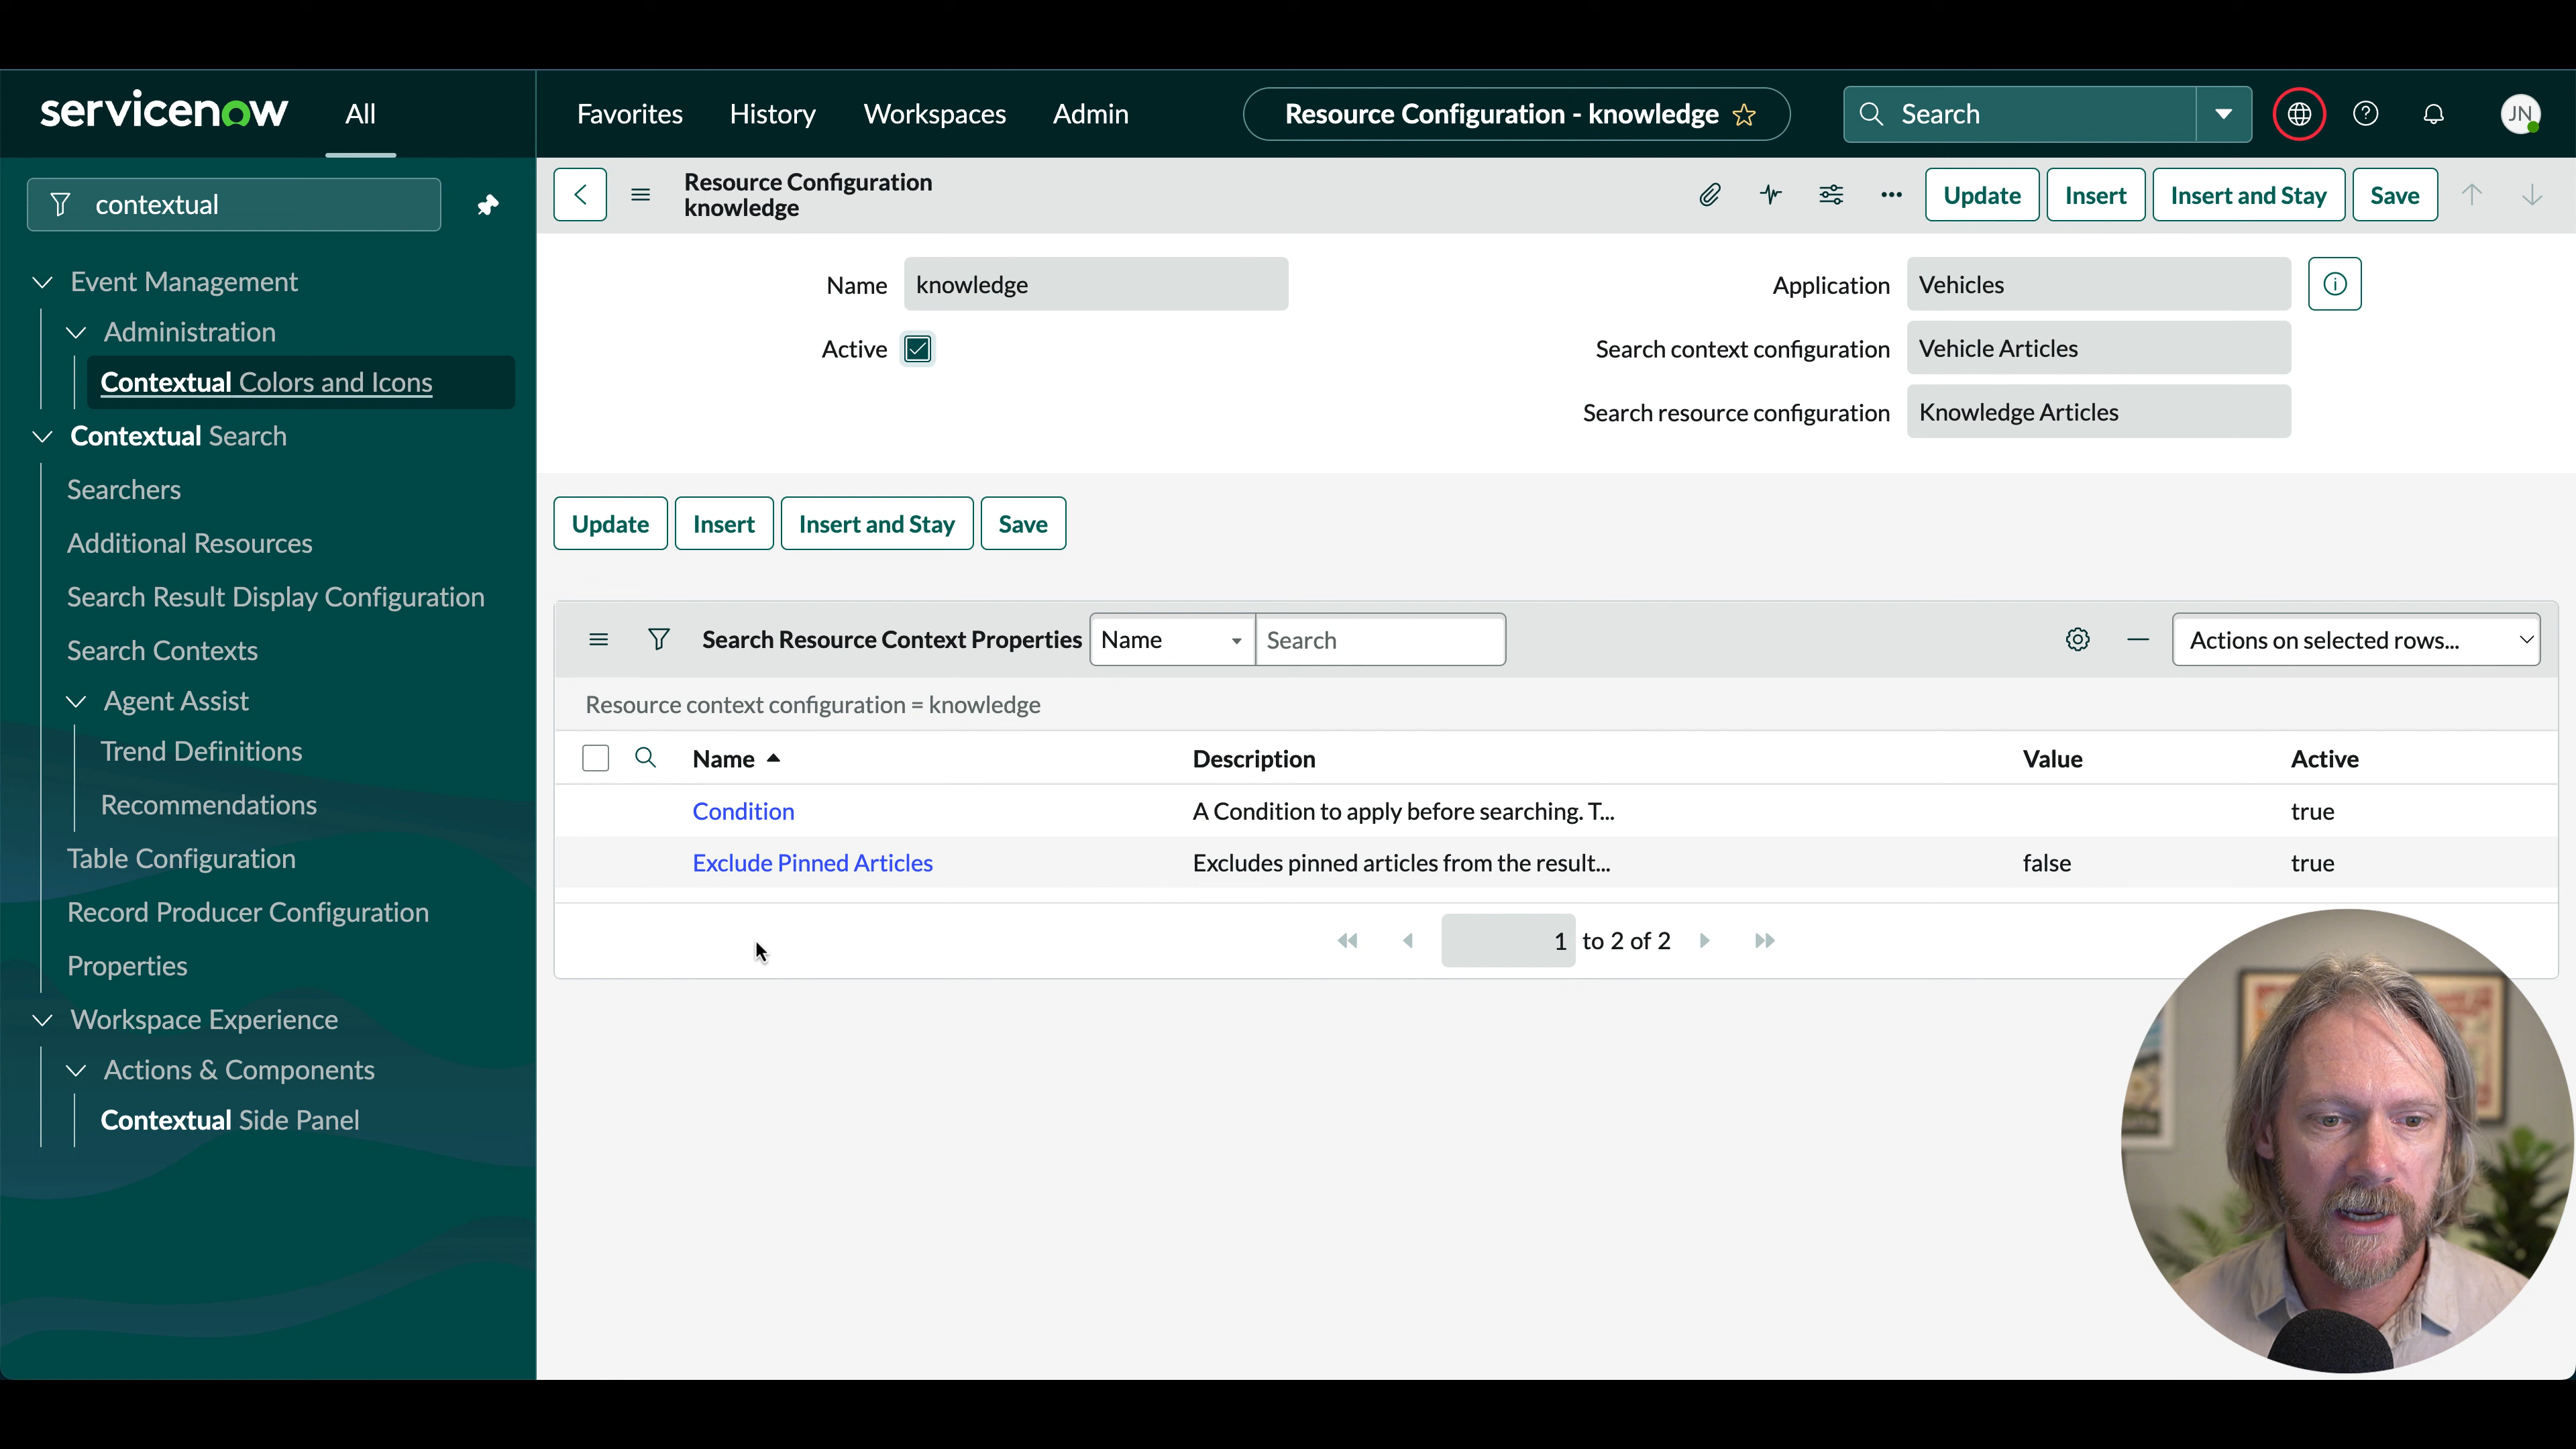 servicenow
All
Favorites
History
Workspaces
Admin
Resource Configuration - knowledge
Search
JN
contextual
Event Management
Administration
Contextual Colors and Icons
Contextual Search
Searchers
Additional Resources
Search Result Display Configuration
Search Contexts
Agent Assist
Trend Definitions
Recommendations
Table Configuration
Record Producer Configuration
Properties
Workspace Experience
Actions & Components
Contextual Side Panel
Resource Configuration
knowledge
Update
Insert
Insert and Stay
Save
Name
knowledge
Active
Application
Vehicles
Search context configuration
Vehicle Articles
Search resource configuration
Knowledge Articles
Update
Insert
Insert and Stay
Save
Search Resource Context Properties
Name
Search
Actions on selected rows...
Resource context configuration = knowledge
Name
Description
Value
Active
Condition
A Condition to apply before searching. T...
true
Exclude Pinned Articles
Excludes pinned articles from the result...
false
true
1 to 2 of 2